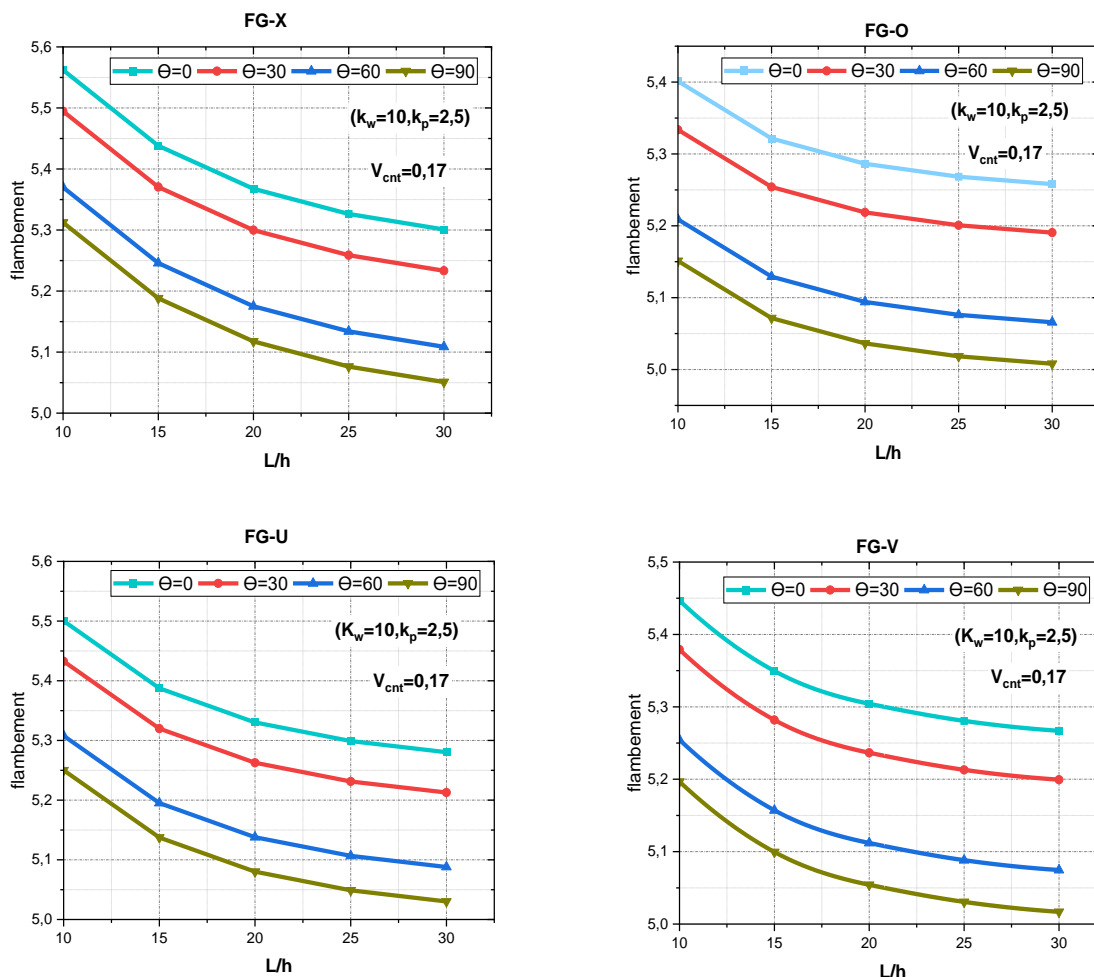 FG-X
5,6
5,5
5,4
5,3
5,2
5,1
5,0
flambement
Ө=0 Ө=30 Ө=60 Ө=90
(kw=10,kp=2,5)
Vcnt=0,17
10 15 20 25 30
L/h
FG-O
5,4
5,3
5,2
5,1
5,0
flambement
Ө=0 Ө=30 Ө=60 Ө=90
(kw=10,kp=2,5)
Vcnt=0,17
10 15 20 25 30
L/h
FG-U
5,6
5,5
5,4
5,3
5,2
5,1
5,0
flambement
Ө=0 Ө=30 Ө=60 Ө=90
(Kw=10,kp=2,5)
Vcnt=0,17
10 15 20 25 30
L/h
FG-V
5,5
5,4
5,3
5,2
5,1
5,0
flambement
Ө=0 Ө=30 Ө=60 Ө=90
(Kw=10,kp=2,5)
Vcnt=0,17
10 15 20 25 30
L/h